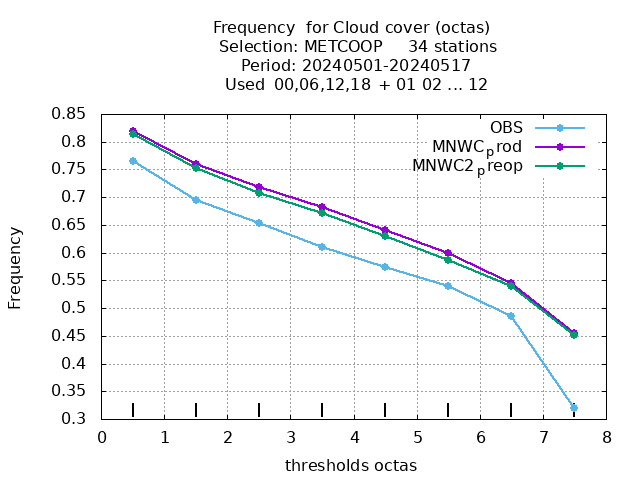 Frequency  for Cloud cover (octas)
Selection: METCOOP     34 stations
Period: 20240501-20240517
Used  00,06,12,18  + 01 02 ... 12
OBS
MNWCprod
MNWC2preop
0.85
0.8
0.75
0.7
0.65
0.6
0.55
0.5
0.45
0.4
0.35
0.3
Frequency
0 1 2 3 4 5 6 7 8
thresholds octas